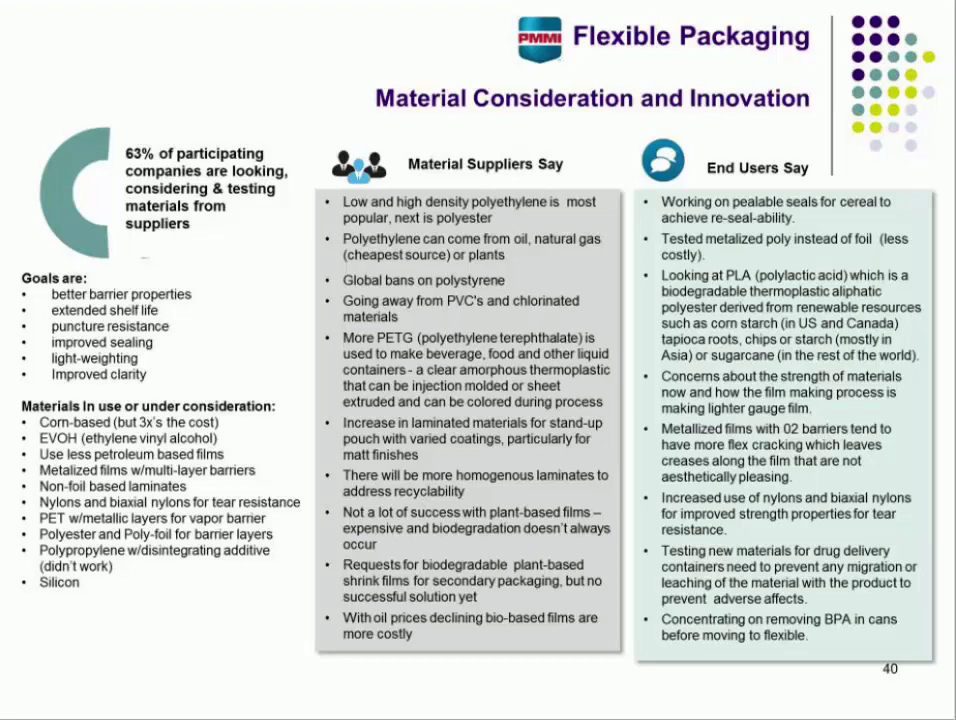 PMMI
Flexible Packaging
Material Consideration and Innovation
63% of participating
companies are looking,
considering & testing
materials from
suppliers
Goals are:
• better barrier properties
• extended shelf life
• puncture resistance
• improved sealing
• light-weighting
• Improved clarity
Materials In use or under consideration:
• Corn-based (but 3x's the cost)
• EVOH (ethylene vinyl alcohol)
• Use less petroleum based films
• Metalized films w/multi-layer barriers
• Non-foil based laminates
• Nylons and biaxial nylons for tear resistance
• PET w/metallic layers for vapor barrier
• Polyester and Poly-foil for barrier layers
• Polypropylene w/disintegrating additive
(didn't work)
• Silicon
Material Suppliers Say
• Low and high density polyethylene is most
popular, next is polyester
• Polyethylene can come from oil, natural gas
(cheapest source) or plants
• Global bans on polystyrene
• Going away from PVC's and chlorinated
materials
• More PETG (polyethylene terephthalate) is
used to make beverage, food and other liquid
containers - a clear amorphous thermoplastic
that can be injection molded or sheet
extruded and can be colored during process
• Increase in laminated materials for stand-up
pouch with varied coatings, particularly for
matt finishes
• There will be more homogenous laminates to
address recyclability
• Not a lot of success with plant-based films –
expensive and biodegradation doesn't always
occur
• Requests for biodegradable plant-based
shrink films for secondary packaging, but no
successful solution yet
• With oil prices declining bio-based films are
more costly
End Users Say
• Working on pealable seals for cereal to
achieve re-seal-ability.
• Tested metalized poly instead of foil (less
costly).
• Looking at PLA (polylactic acid) which is a
biodegradable thermoplastic aliphatic
polyester derived from renewable resources
such as corn starch (in US and Canada)
tapioca roots, chips or starch (mostly in
Asia) or sugarcane (in the rest of the world).
• Concerns about the strength of materials
now and how the film making process is
making lighter gauge film.
• Metallized films with 02 barriers tend to
have more flex cracking which leaves
creases along the film that are not
aesthetically pleasing.
• Increased use of nylons and biaxial nylons
for improved strength properties for tear
resistance.
• Testing new materials for drug delivery
containers need to prevent any migration or
leaching of the material with the product to
prevent adverse affects.
• Concentrating on removing BPA in cans
before moving to flexible.
40